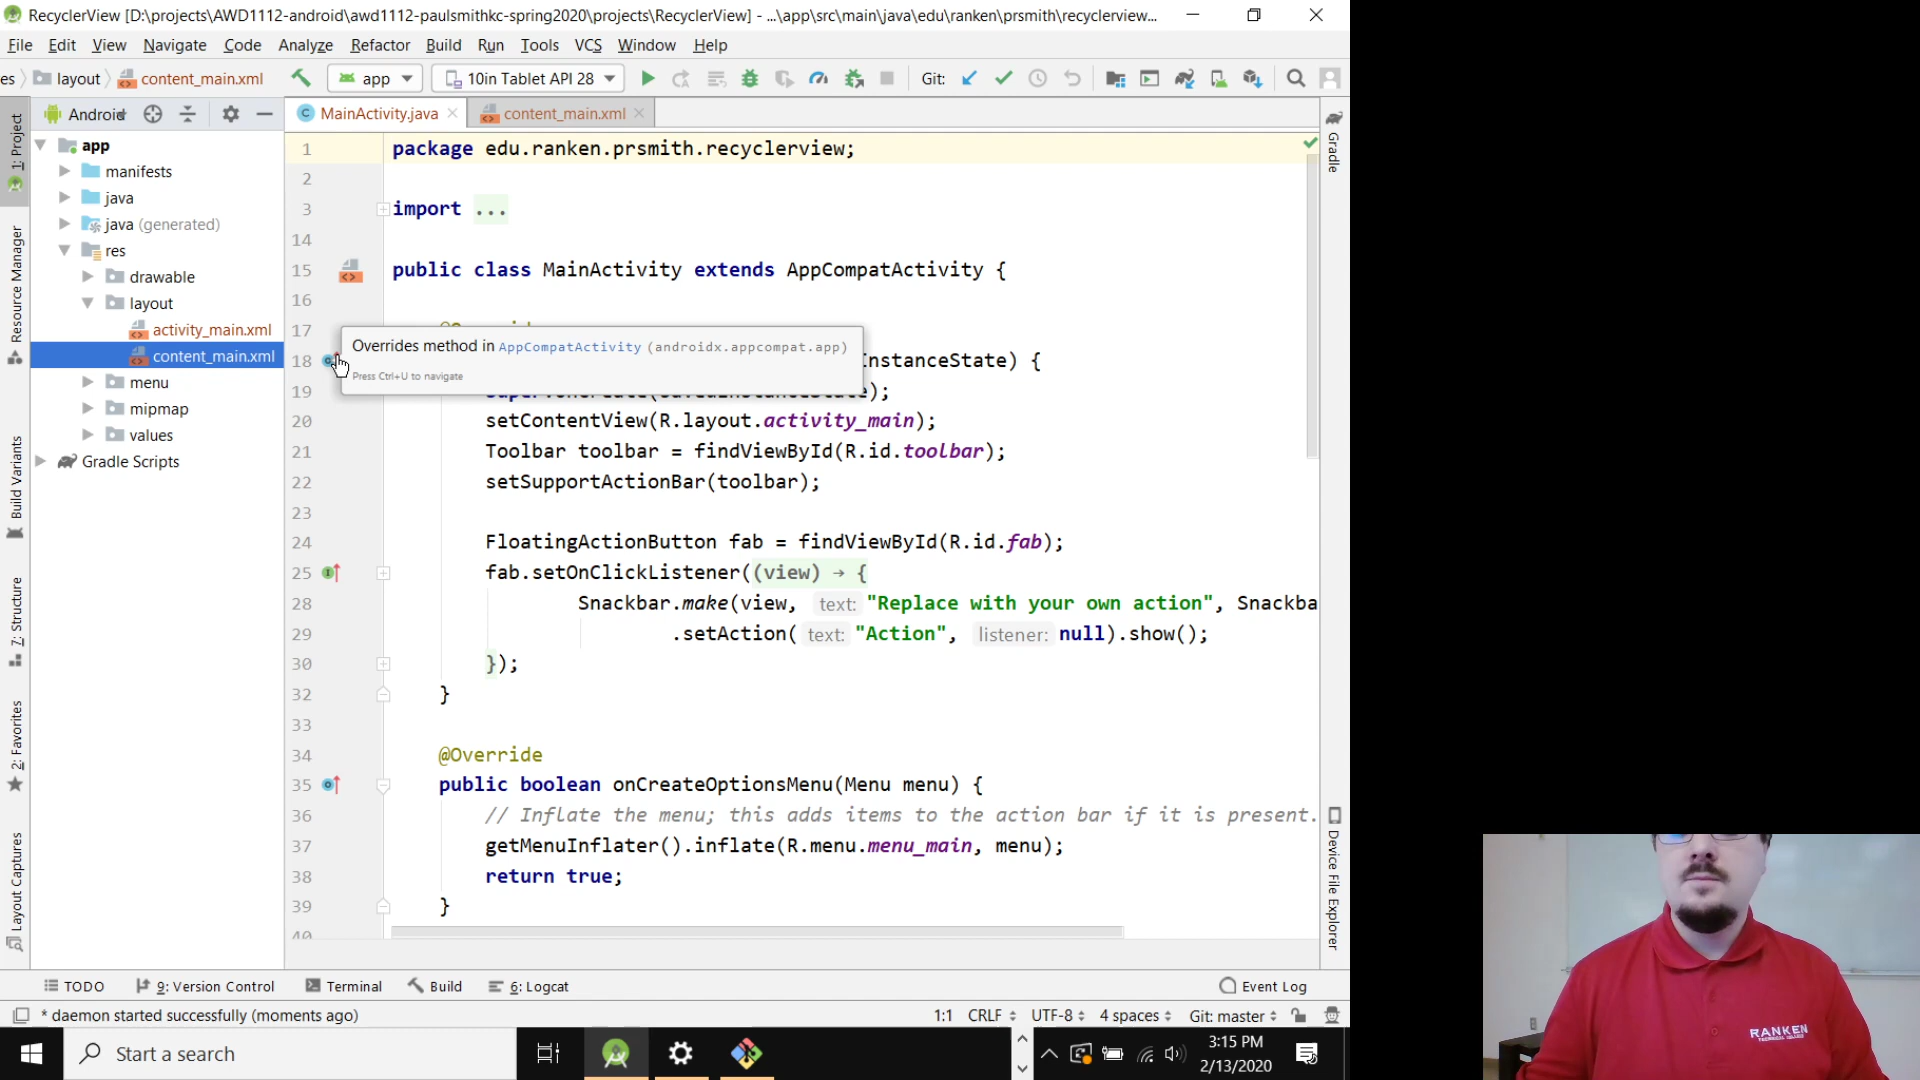 RecyclerView [D:\projects\AWD1112-android\awd1112-paulsmithkc-spring2020\projects\RecyclerView] - ...\app\src\main\java\edu\ranken\prsmith\recyclerview...
File Edit View Navigate Code Analyze Refactor Build Run Tools VCS Window Help
es layout content_main.xml app 10in Tablet API 28 Git:
Android MainActivity.java content_main.xml
1: Project
Resource Manager
Build Variants
7: Structure
2: Favorites
Layout Captures
app
manifests
java
java (generated)
res
drawable
layout
activity_main.xml
content_main.xml
menu
mipmap
values
Gradle Scripts
1 package edu.ranken.prsmith.recyclerview;
2
3 import ...
14
15 public class MainActivity extends AppCompatActivity {
16
17
Overrides method in AppCompatActivity (androidx.appcompat.app)
Press Ctrl+U to navigate
18 InstanceState) {
19 );
20 setContentView(R.layout.activity_main);
21 Toolbar toolbar = findViewById(R.id.toolbar);
22 setSupportActionBar(toolbar);
23
24 FloatingActionButton fab = findViewById(R.id.fab);
25 fab.setOnClickListener((view) → {
28 Snackbar.make(view, text: "Replace with your own action", Snackba
29 .setAction( text: "Action", listener: null).show();
30 });
32 }
33
34 @Override
35 public boolean onCreateOptionsMenu(Menu menu) {
36 // Inflate the menu; this adds items to the action bar if it is present.
37 getMenuInflater().inflate(R.menu.menu_main, menu);
38 return true;
39 }
40
Gradle
Device File Explorer
TODO 9: Version Control Terminal Build 6: Logcat Event Log
* daemon started successfully (moments ago) 1:1 CRLF UTF-8 4 spaces Git: master
Start a search
3:15 PM
2/13/2020
RANKEN
TECHNICAL COLLEGE